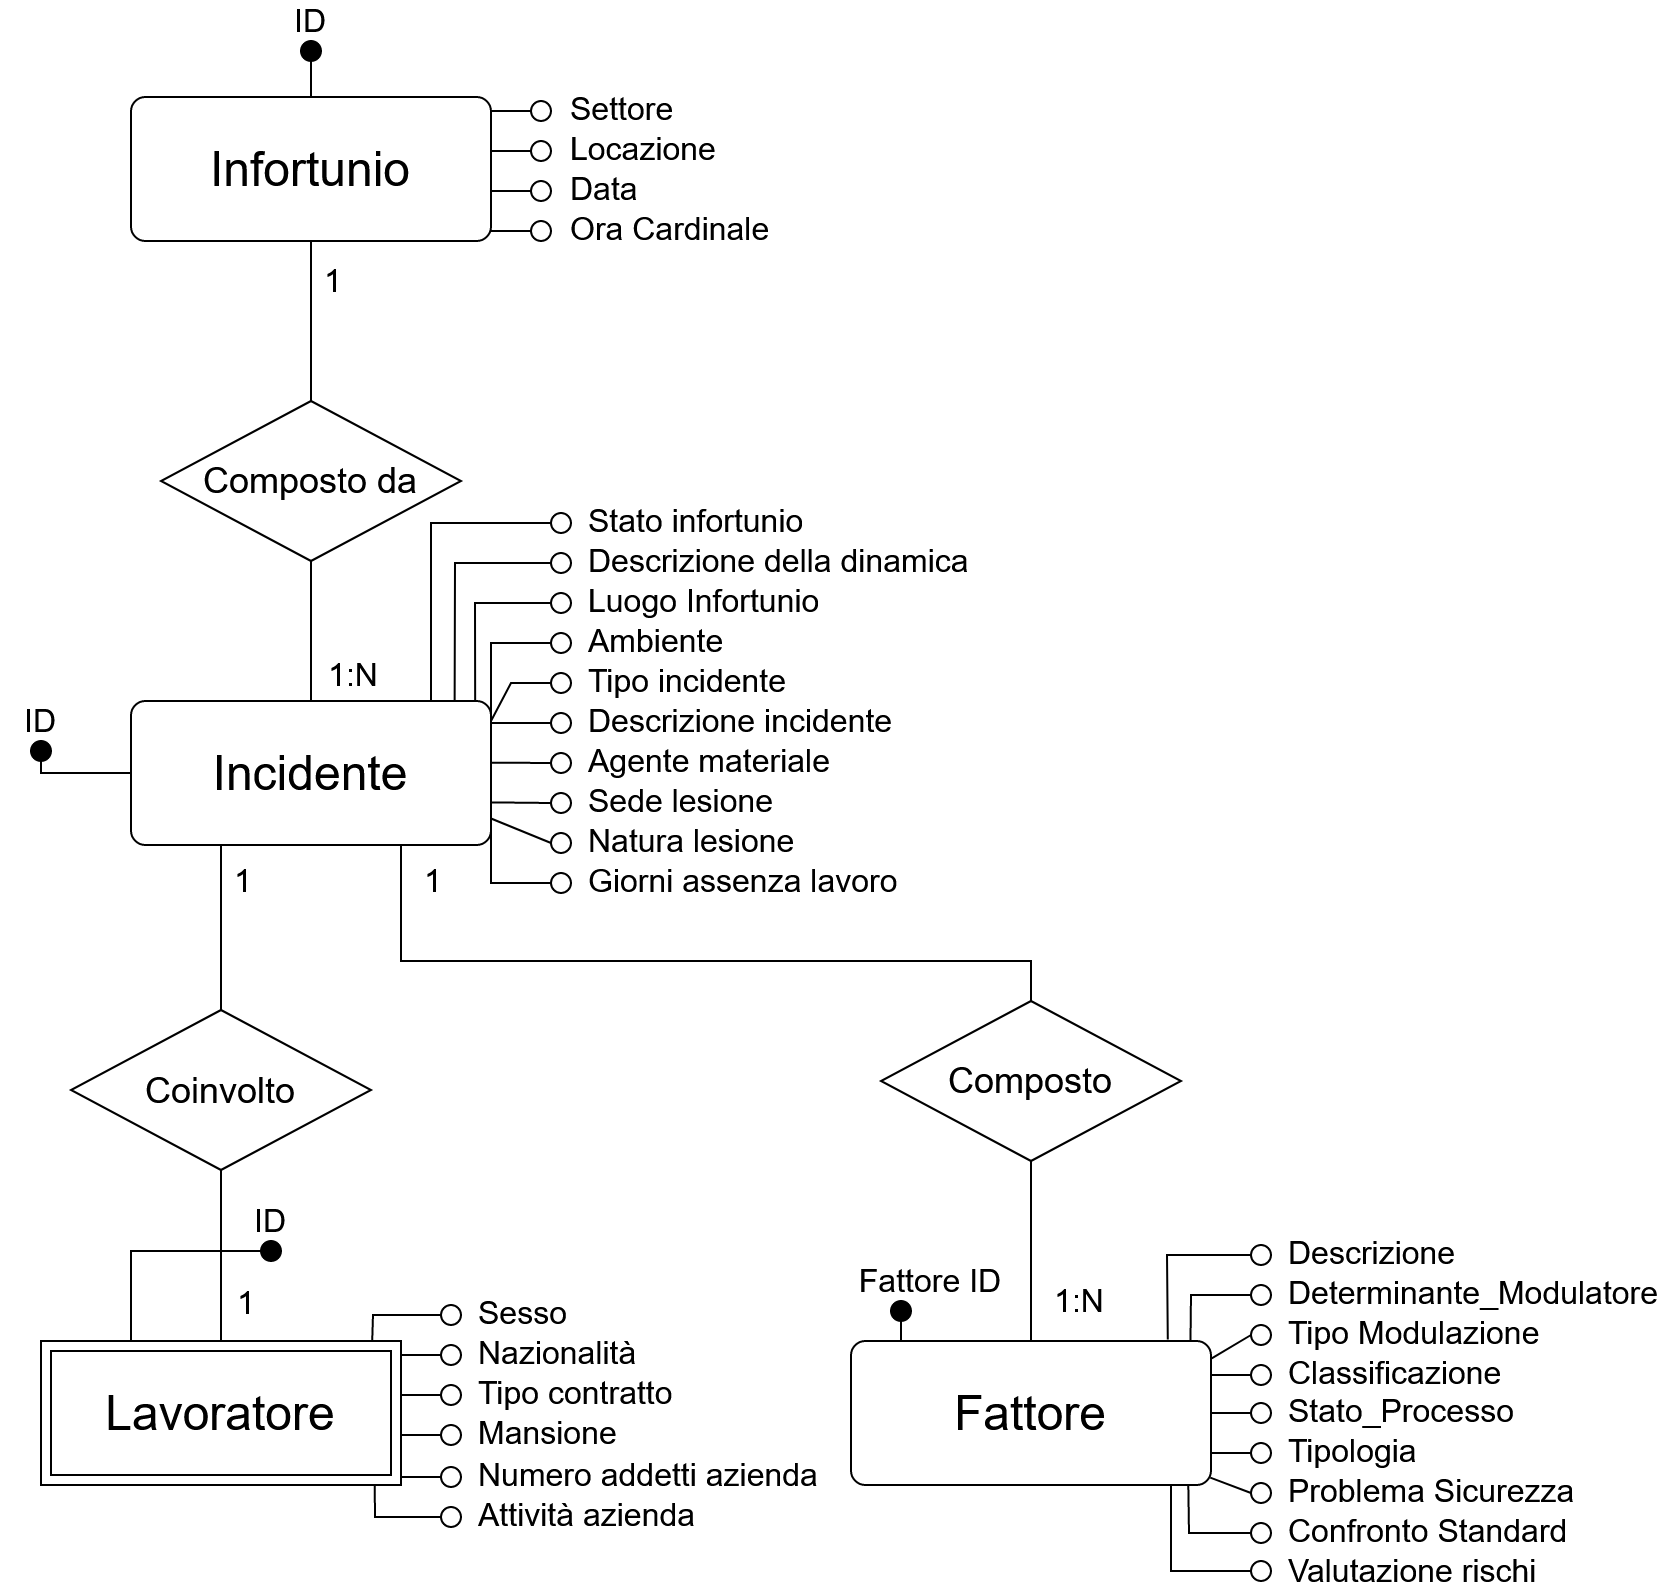 ID
Infortunio
Settore
Locazione
Data
Ora Cardinale
1
Composto da
1:N
Stato infortunio
Descrizione della dinamica
Luogo Infortunio
Ambiente
Tipo incidente
Descrizione incidente
Agente materiale
Sede lesione
Natura lesione
Giorni assenza lavoro
ID
Incidente
1
1
Coinvolto
Composto
ID
1
Lavoratore
Sesso
Nazionalità
Tipo contratto
Mansione
Numero addetti azienda
Attività azienda
Fattore ID
1:N
Fattore
Descrizione
Determinante_Modulatore
Tipo Modulazione
Classificazione
Stato_Processo
Tipologia
Problema Sicurezza
Confronto Standard
Valutazione rischi